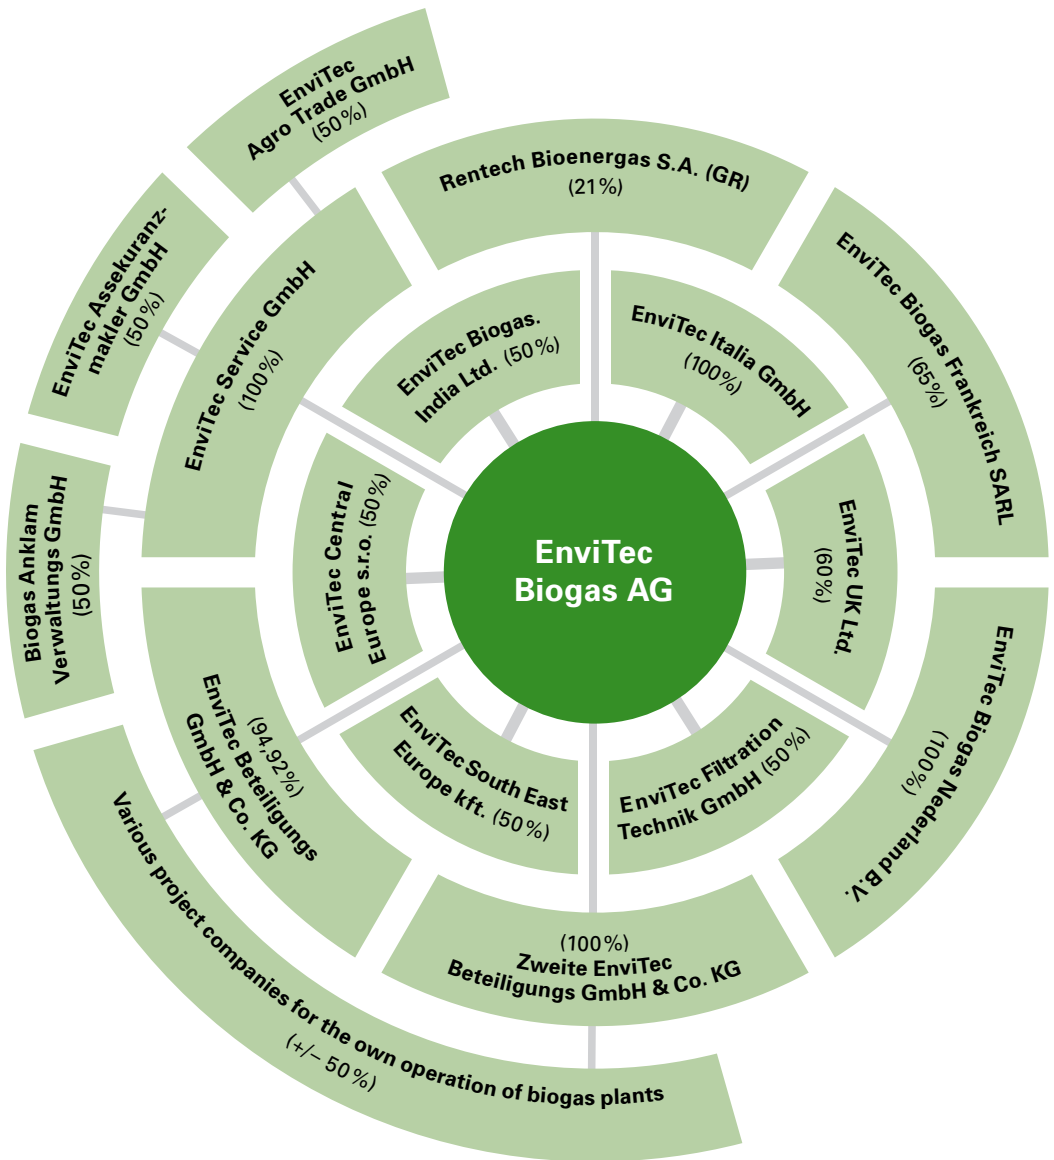 EnviTec
Agro Trade GmbH
(50%)
EnviTec Assekuranz-
makler GmbH
(50%)
Biogas Anklam
Verwaltungs GmbH
(50%)
Rentech Bioenergas S.A. (GR)
(21%)
EnviTec Biogas Frankreich SARL
(65%)
EnviTec Service GmbH
(100%)
EnviTec Biogas.
India Ltd. (50%)
EnviTec Italia GmbH
(100%)
EnviTec Central
Europe s.r.o. (50%)
EnviTec
Biogas AG
EnviTec UK Ltd.
(60%)
EnviTec South East
Europe kft. (50%)
EnviTec Filtration
Technik GmbH (50%)
EnviTec Biogas Nederland B.V.
(100%)
(94,92%)
EnviTec Beteiligungs
GmbH & Co. KG
(100%)
Zweite EnviTec
Beteiligungs GmbH & Co. KG
Various project companies for the own operation of biogas plants
(+/– 50%)